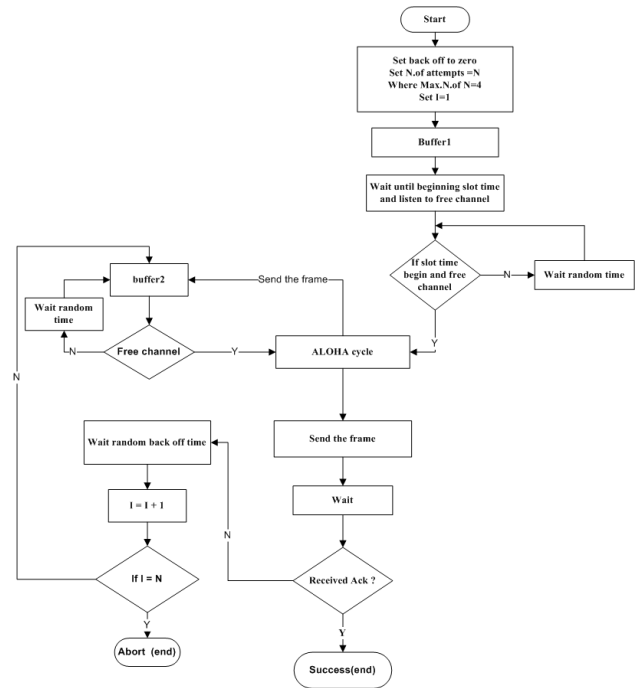 Start
Set back off to zero
Set N.of attempts =N
Where Max.N.of N=4
Set I=1
Buffer1
Wait until beginning slot time
and listen to free channel
If slot time
begin and free
channel
N
Wait random time
Y
buffer2
Send the frame
Wait random
time
N
Free channel
Y
ALOHA cycle
N
Send the frame
Wait random back off time
Wait
I = I + 1
N
Received Ack ?
If I = N
Y
Y
Abort (end)
Success(end)